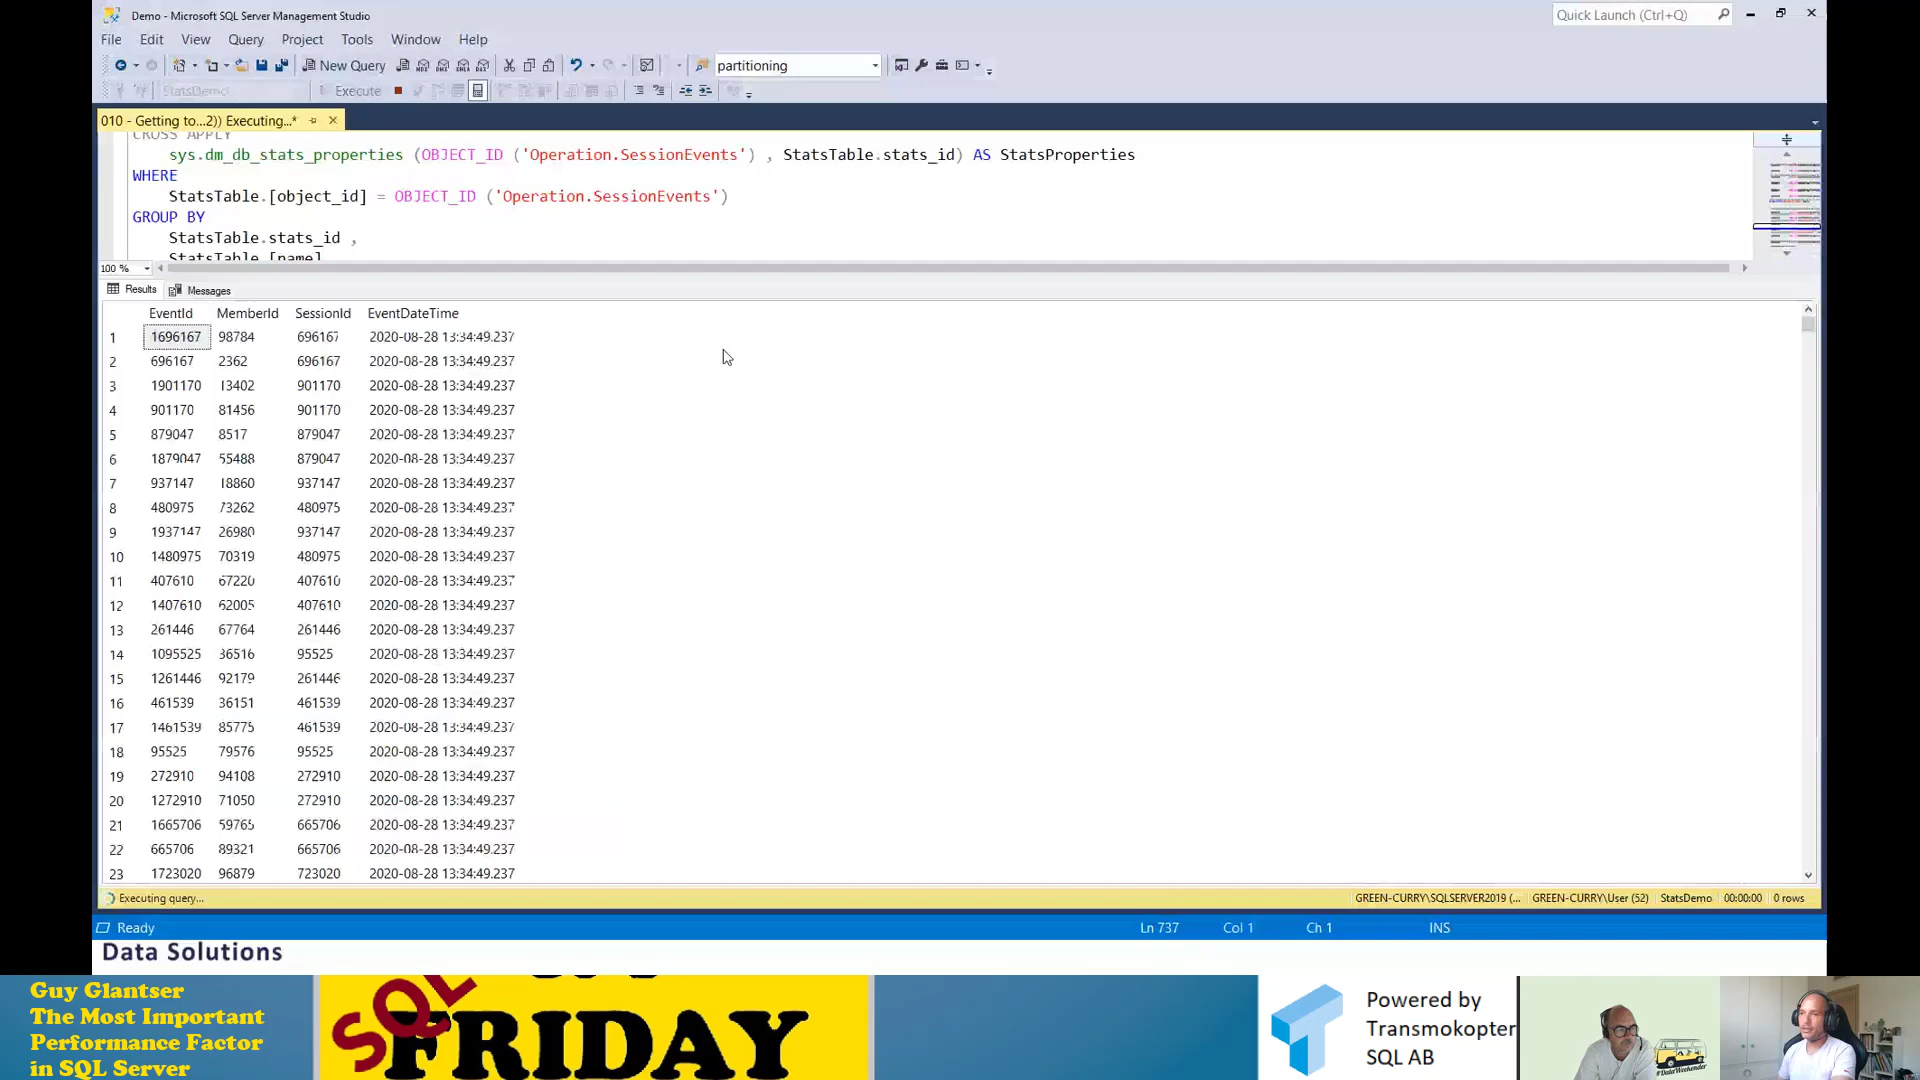 Demo - Microsoft SQL Server Management Studio
Quick Launch (Ctrl+Q)
File Edit View Query Project Tools Window Help
New Query
partitioning
StatsDemo
Execute
010 - Getting to...2)) Executing...*
CROSS APPLY
sys.dm_db_stats_properties (OBJECT_ID ('Operation.SessionEvents') , StatsTable.stats_id) AS StatsProperties
WHERE
StatsTable.[object_id] = OBJECT_ID ('Operation.SessionEvents')
GROUP BY
StatsTable.stats_id ,
StatsTable.[name]
100 %
Results Messages
EventId MemberId SessionId EventDateTime
1 1696167 98784 696167 2020-08-28 13:34:49.237
2 696167 2362 696167 2020-08-28 13:34:49.237
3 1901170 13402 901170 2020-08-28 13:34:49.237
4 901170 81456 901170 2020-08-28 13:34:49.237
5 879047 8517 879047 2020-08-28 13:34:49.237
6 1879047 55488 879047 2020-08-28 13:34:49.237
7 937147 18860 937147 2020-08-28 13:34:49.237
8 480975 73262 480975 2020-08-28 13:34:49.237
9 1937147 26980 937147 2020-08-28 13:34:49.237
10 1480975 70319 480975 2020-08-28 13:34:49.237
11 407610 67220 407610 2020-08-28 13:34:49.237
12 1407610 62005 407610 2020-08-28 13:34:49.237
13 261446 67764 261446 2020-08-28 13:34:49.237
14 1095525 36516 95525 2020-08-28 13:34:49.237
15 1261446 92179 261446 2020-08-28 13:34:49.237
16 461539 36151 461539 2020-08-28 13:34:49.237
17 1461539 85775 461539 2020-08-28 13:34:49.237
18 95525 79576 95525 2020-08-28 13:34:49.237
19 272910 94108 272910 2020-08-28 13:34:49.237
20 1272910 71050 272910 2020-08-28 13:34:49.237
21 1665706 59765 665706 2020-08-28 13:34:49.237
22 665706 89321 665706 2020-08-28 13:34:49.237
23 1723020 96879 723020 2020-08-28 13:34:49.237
Executing query...
GREEN-CURRY\SQLSERVER2019 (... GREEN-CURRY\User (52) StatsDemo 00:00:00 0 rows
Ready
Ln 737 Col 1 Ch 1 INS
Data Solutions
Guy Glantser
The Most Important
Performance Factor
in SQL Server
SQL
FRIDAY
Powered by
Transmokopter
SQL AB
#DataWeekender